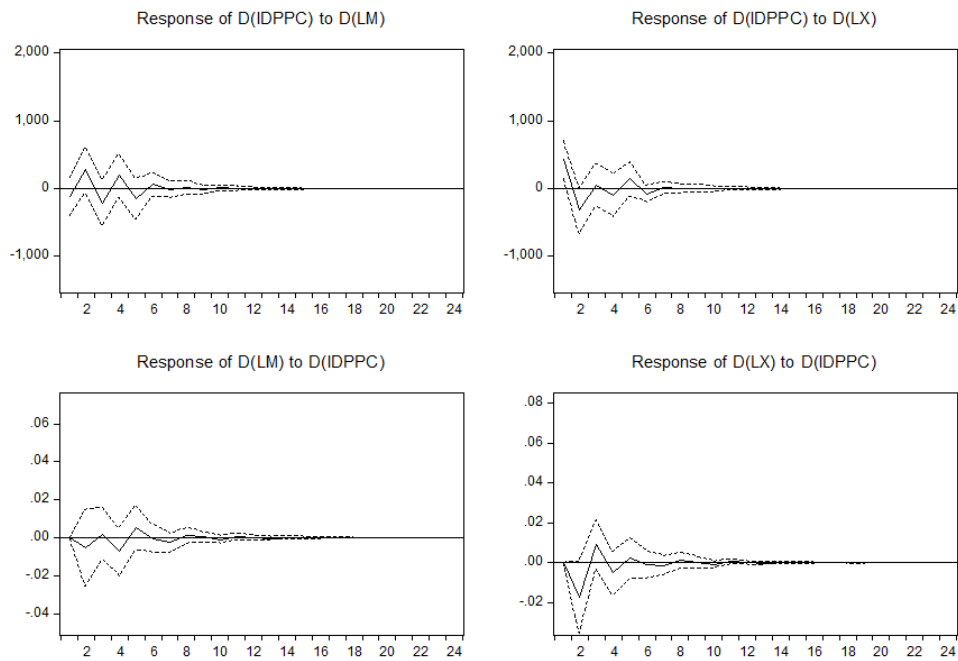 Response of D(IDPPC) to D(LM)
2,000
1,000
0
-1,000
2 4 6 8 10 12 14 16 18 20 22 24
Response of D(IDPPC) to D(LX)
2,000
1,000
0
-1,000
2 4 6 8 10 12 14 16 18 20 22 24
Response of D(LM) to D(IDPPC)
.06
.04
.02
.00
-.02
-.04
2 4 6 8 10 12 14 16 18 20 22 24
Response of D(LX) to D(IDPPC)
.08
.06
.04
.02
.00
-.02
2 4 6 8 10 12 14 16 18 20 22 24